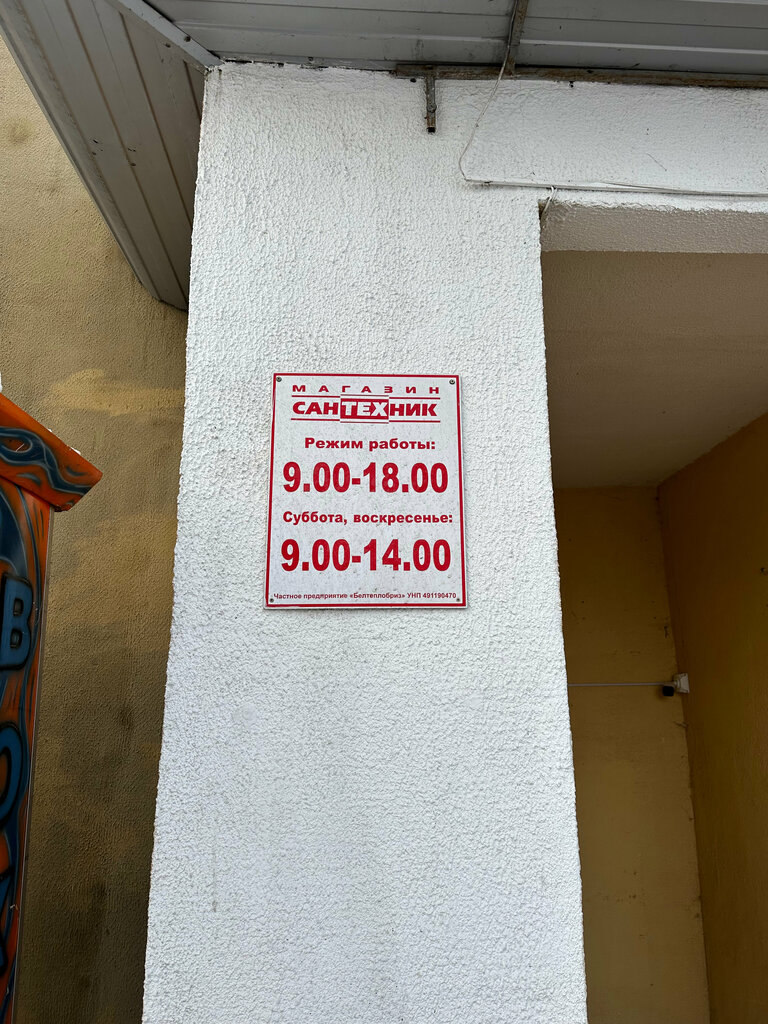 МАГАЗИН
САНТЕХНИК
Режим работы:
9.00-18.00
Суббота, воскресенье:
9.00-14.00
Частное предприятие «Белтеплобриз» УНП 491190470
В
О